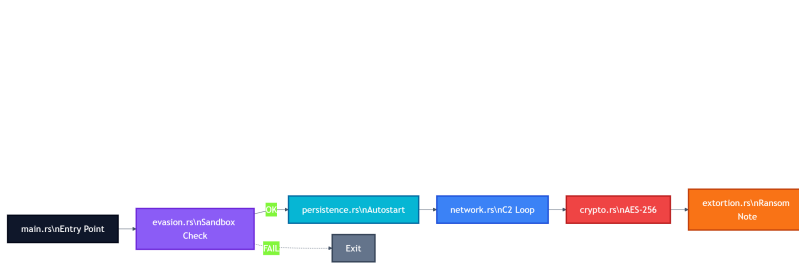 main.rs\nEntry Point
evasion.rs\nSandbox
Check
OK
FAIL
persistence.rs\nAutostart
Exit
network.rs\nC2 Loop
crypto.rs\nAES-256
extortion.rs\nRansom
Note